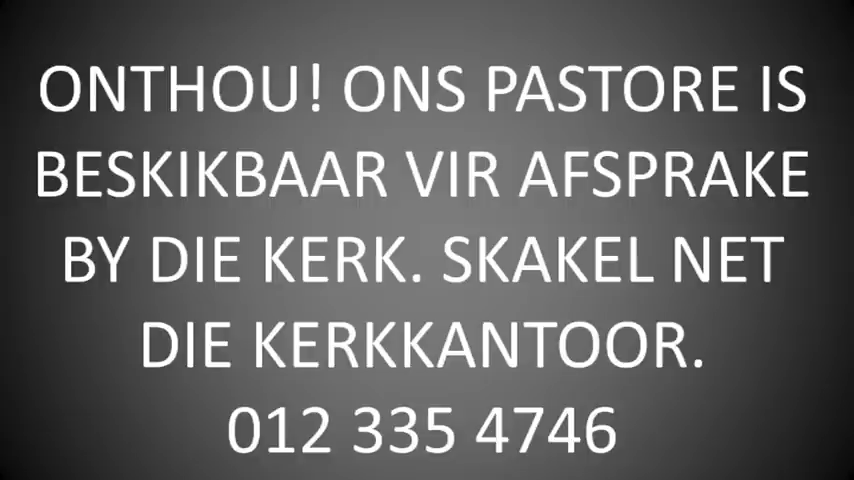 ONTHOU! ONS PASTORE IS
BESKIKBAAR VIR AFSPRAKE
BY DIE KERK. SKAKEL NET
DIE KERKKANTOOR.
012 335 4746